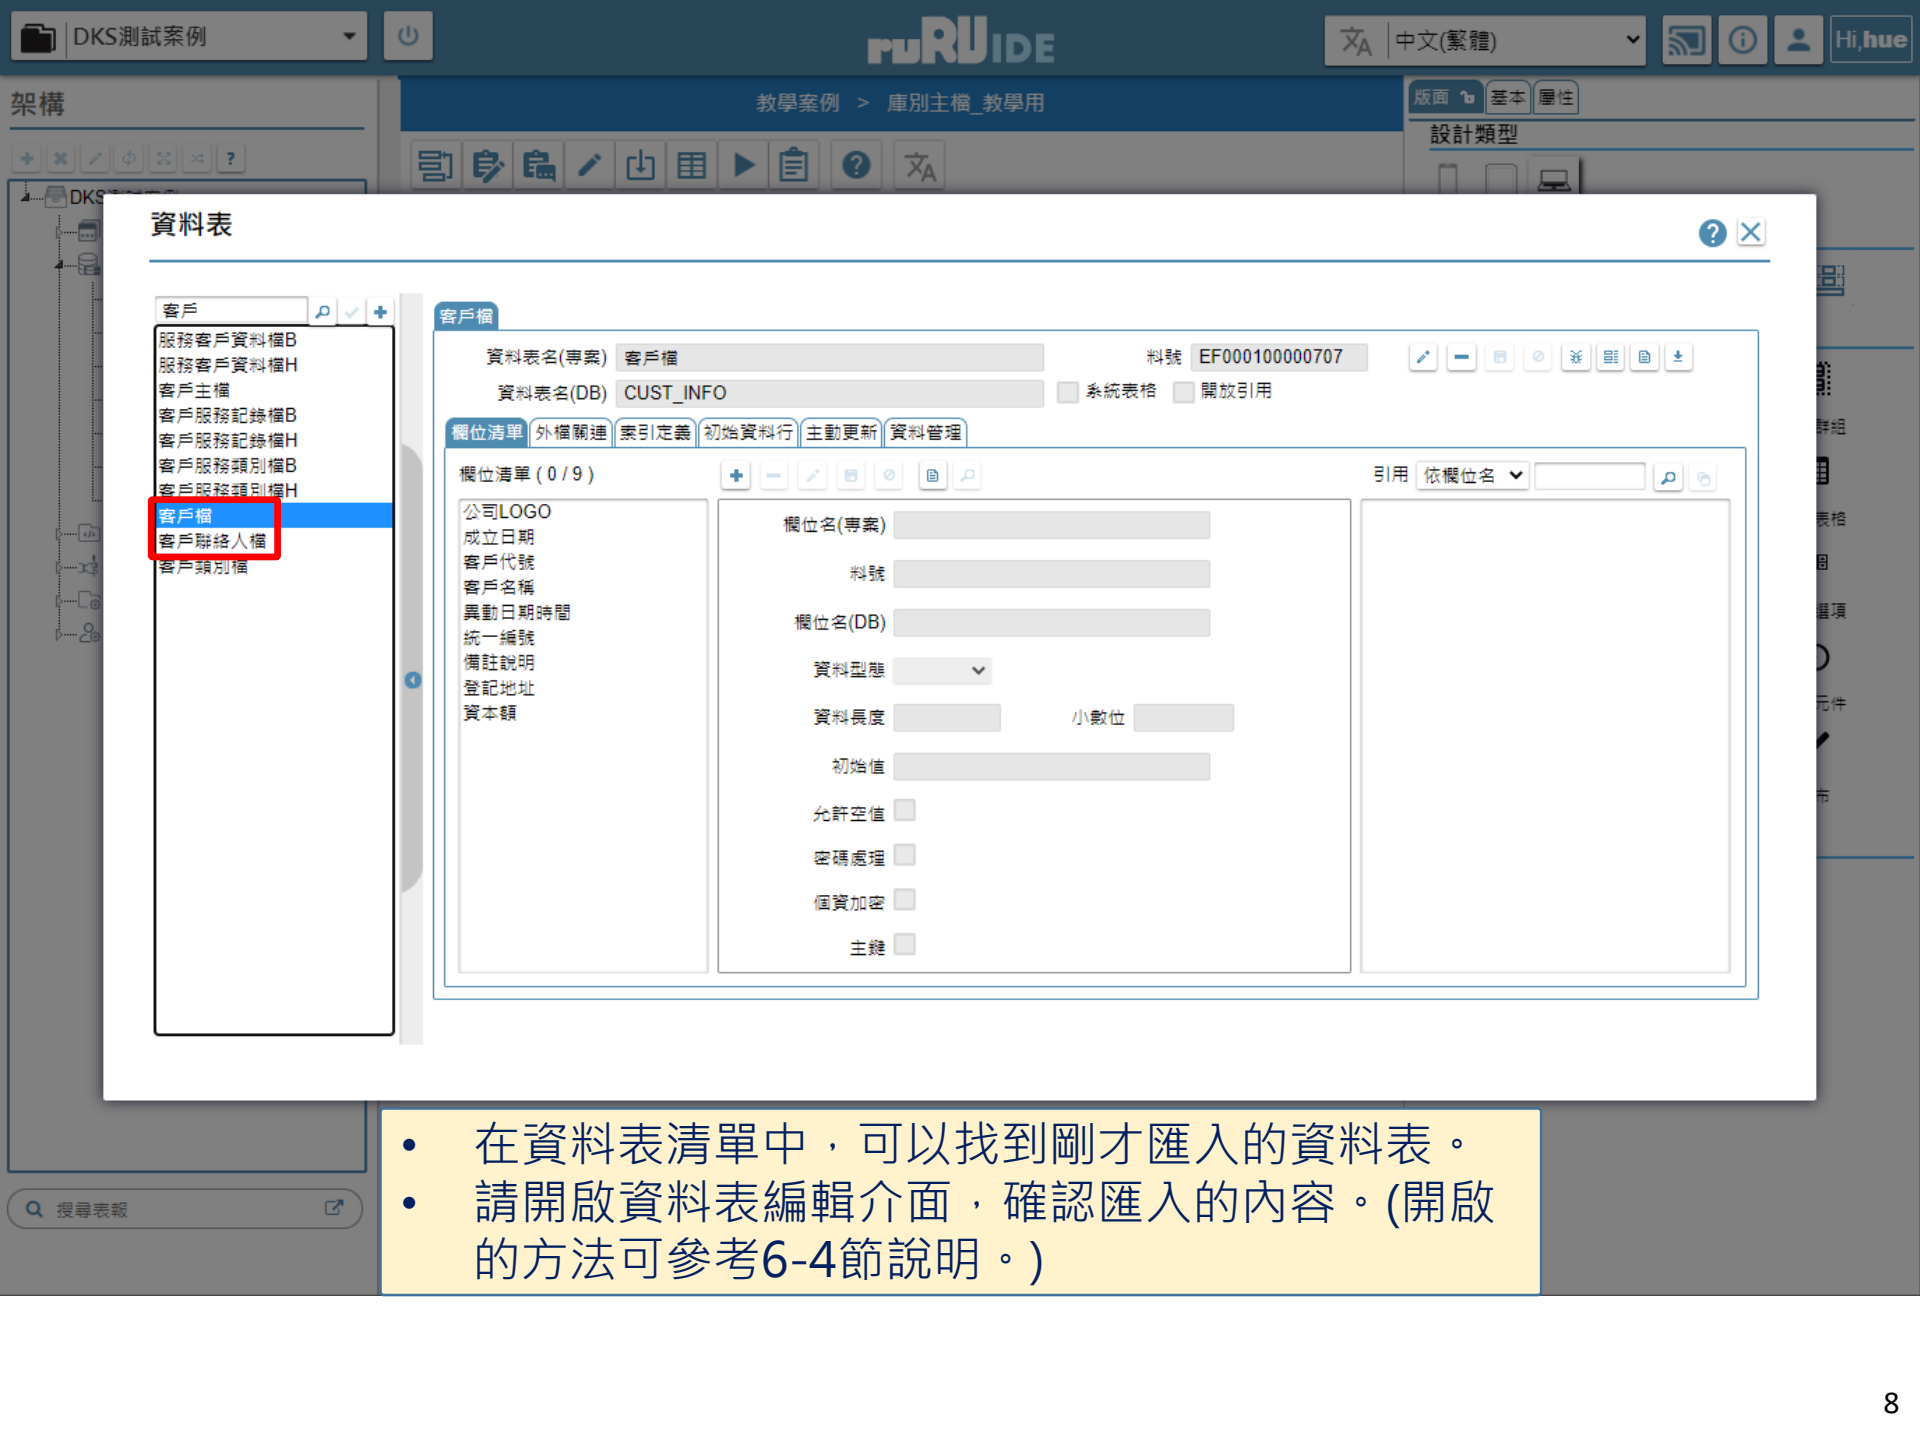 DKS測試案例
ruRUIDE
中文(繁體)
Hi,hue
架構
教學案例 > 庫別主檔_教學用
版面
基本
屬性
設計類型
DKS
資料表
客戶
服務客戶資料檔B
服務客戶資料檔H
客戶主檔
客戶服務記錄檔B
客戶服務記錄檔H
客戶服務類別檔B
客戶服務類別檔H
客戶檔
客戶聯絡人檔
客戶類別檔
客戶檔
資料表名(專案) 客戶檔 料號 EF000100000707
資料表名(DB) CUST_INFO 系統表格 開放引用
欄位清單 外檔關連 索引定義 初始資料行 主動更新 資料管理
欄位清單 ( 0 / 9 )
引用 依欄位名
公司LOGO
成立日期
客戶代號
客戶名稱
異動日期時間
統一編號
備註說明
登記地址
資本額
欄位名(專案)
料號
欄位名(DB)
資料型態
資料長度 小數位
初始值
允許空值
密碼處理
個資加密
主鍵
群組
表格
選項
元件
布
搜尋表報
• 在資料表清單中，可以找到剛才匯入的資料表。
• 請開啟資料表編輯介面，確認匯入的內容。(開啟
的方法可參考6-4節說明。)
8